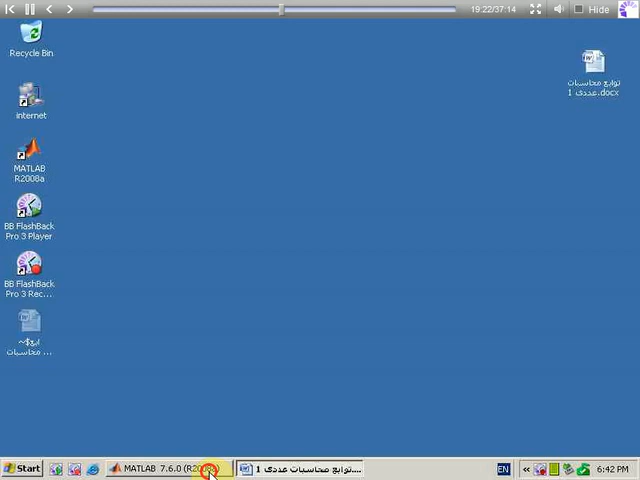 19:22/37:14
Hide
Recycle Bin
internet
MATLAB
R2008a
BB FlashBack
Pro 3 Player
BB FlashBack
Pro 3 Rec...
~$ابع
محاسبات ...
توابع محاسبات
عددی 1.docx
Start
MATLAB 7.6.0 (R2008a)
توابع محاسبات عددی 1....
EN
«
6:42 PM